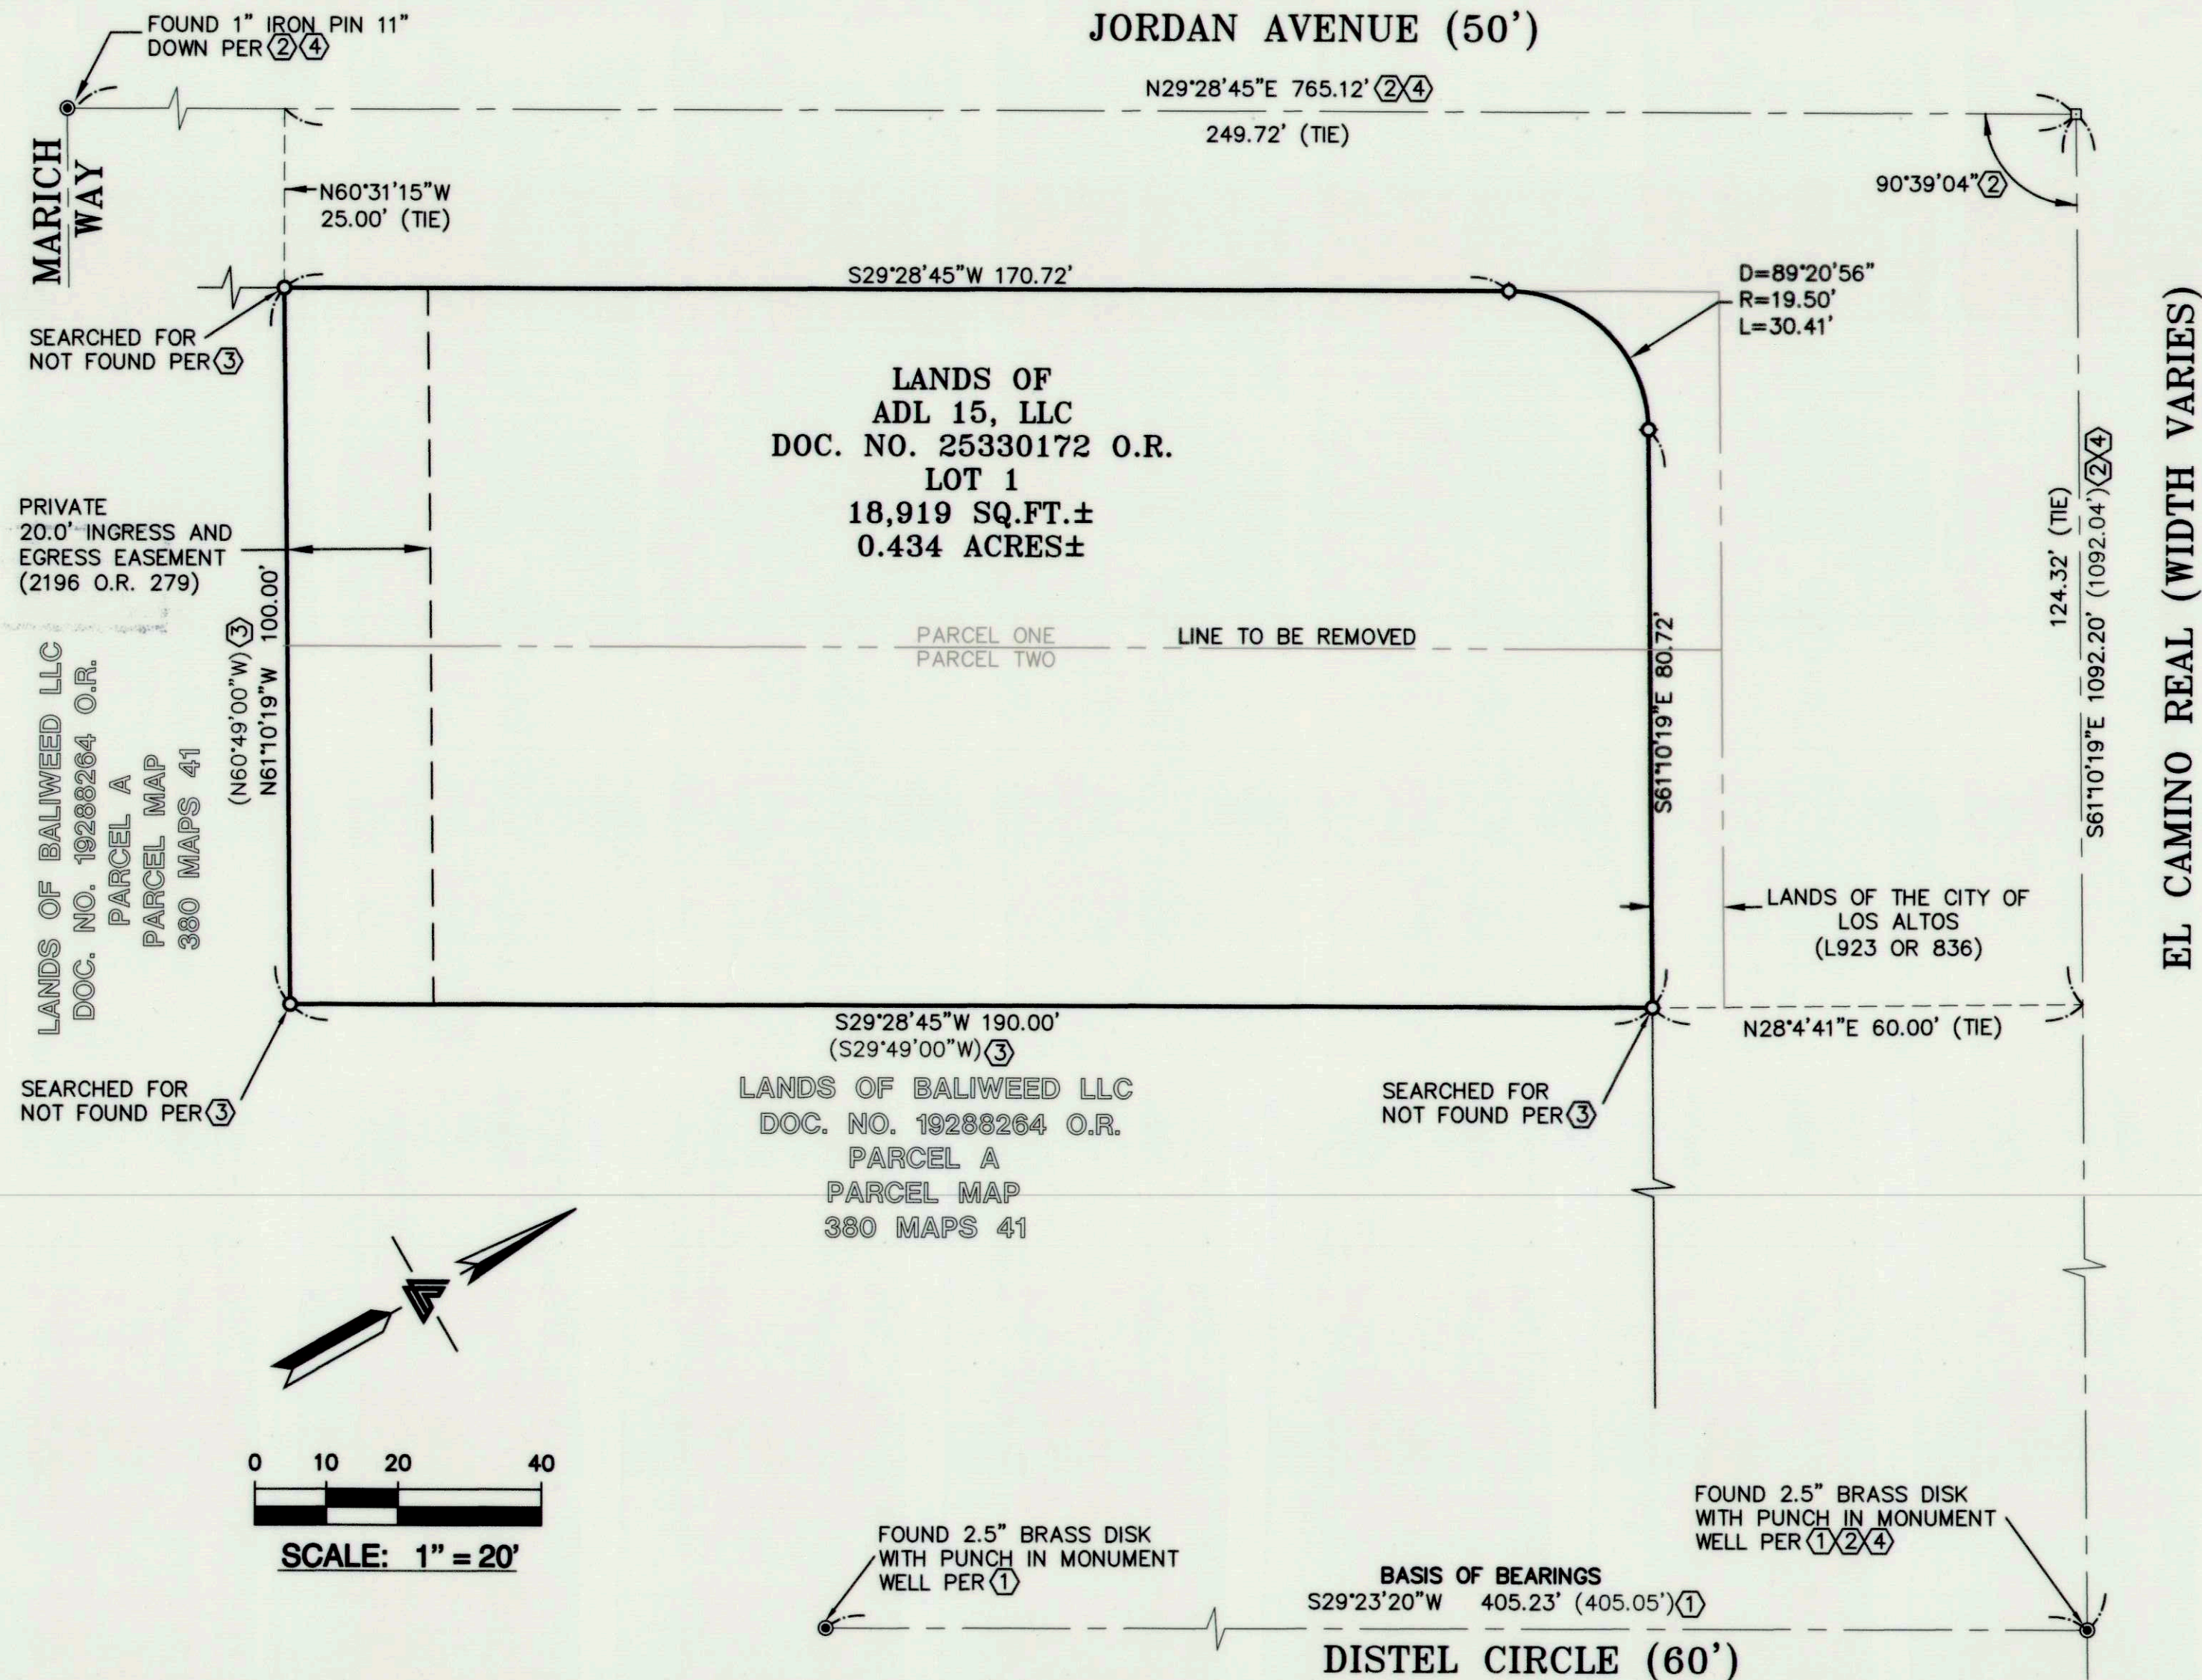 JORDAN AVENUE (50')
FOUND 1" IRON PIN 11"
DOWN PER 2 4
N29°28'45"E 765.12' 2 4
249.72' (TIE)
MARICH
WAY
N60°31'15"W
25.00' (TIE)
90°39'04" 2
S29°28'45"W 170.72'
D=89°20'56"
R=19.50'
L=30.41'
SEARCHED FOR
NOT FOUND PER 3
LANDS OF
ADL 15, LLC
DOC. NO. 25330172 O.R.
LOT 1
18,919 SQ.FT.±
0.434 ACRES±
PRIVATE
20.0' INGRESS AND
EGRESS EASEMENT
(2196 O.R. 279)
(N60°49'00"W) 3
N61°10'19"W 100.00'
PARCEL ONE
PARCEL TWO
LINE TO BE REMOVED
S61°10'19"E 80.72'
124.32' (TIE)
S61°10'19"E 1092.20' (1092.04') 2 4
EL CAMINO REAL (WIDTH VARIES)
LANDS OF BALIWEED LLC
DOC. NO. 19288264 O.R.
PARCEL A
PARCEL MAP
380 MAPS 41
LANDS OF THE CITY OF
LOS ALTOS
(L923 OR 836)
S29°28'45"W 190.00'
(S29°49'00"W) 3
N28°4'41"E 60.00' (TIE)
SEARCHED FOR
NOT FOUND PER 3
LANDS OF BALIWEED LLC
DOC. NO. 19288264 O.R.
PARCEL A
PARCEL MAP
380 MAPS 41
SEARCHED FOR
NOT FOUND PER 3
0 10 20 40
SCALE: 1" = 20'
FOUND 2.5" BRASS DISK
WITH PUNCH IN MONUMENT
WELL PER 1
BASIS OF BEARINGS
S29°23'20"W 405.23' (405.05') 1
FOUND 2.5" BRASS DISK
WITH PUNCH IN MONUMENT
WELL PER 1 2 4
DISTEL CIRCLE (60')